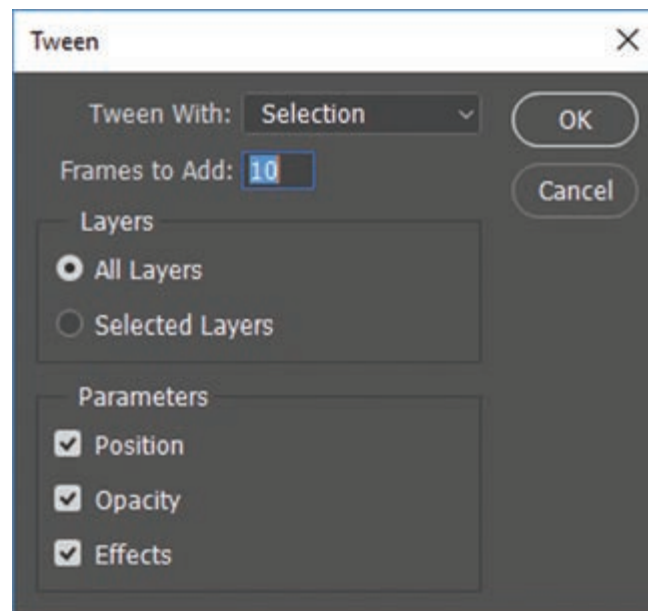 Tween
Tween With: Selection
OK
Frames to Add: 10
Cancel
Layers
All Layers
Selected Layers
Parameters
Position
Opacity
Effects